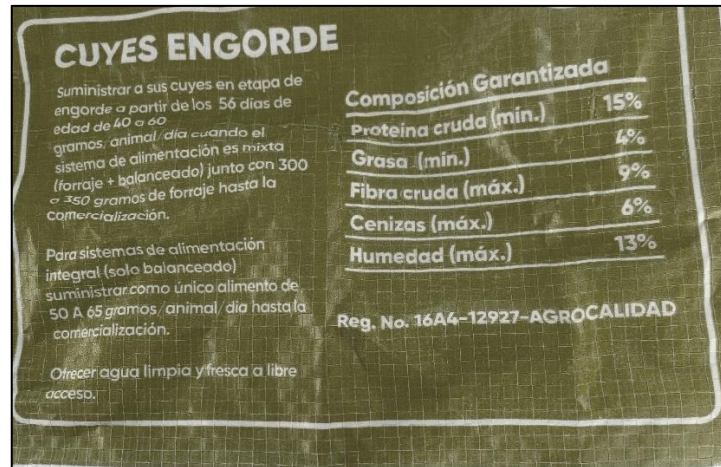 CUYES ENGORDE
Suministrar a sus cuyes en etapa de
engorde a partir de los 56 días de
edad de 40 a 60
gramos/animal/día cuando el
sistema de alimentación es mixta
(forraje + balanceado) junto con 300
a 350 gramos de forraje hasta la
comercialización.
Para sistemas de alimentación
integral (solo balanceado)
suministrar como único alimento de
50 A 65 gramos/animal/dia hasta la
comercialización.
Ofrecer agua limpia y fresca a libre
acceso.
Composición Garantizada
Proteina cruda (mín.) 15%
Grasa (mín.) 4%
Fibra cruda (máx.) 9%
Cenizas (máx.) 6%
Humedad (máx.) 13%
Reg. No. 16A4-12927-AGROCALIDAD